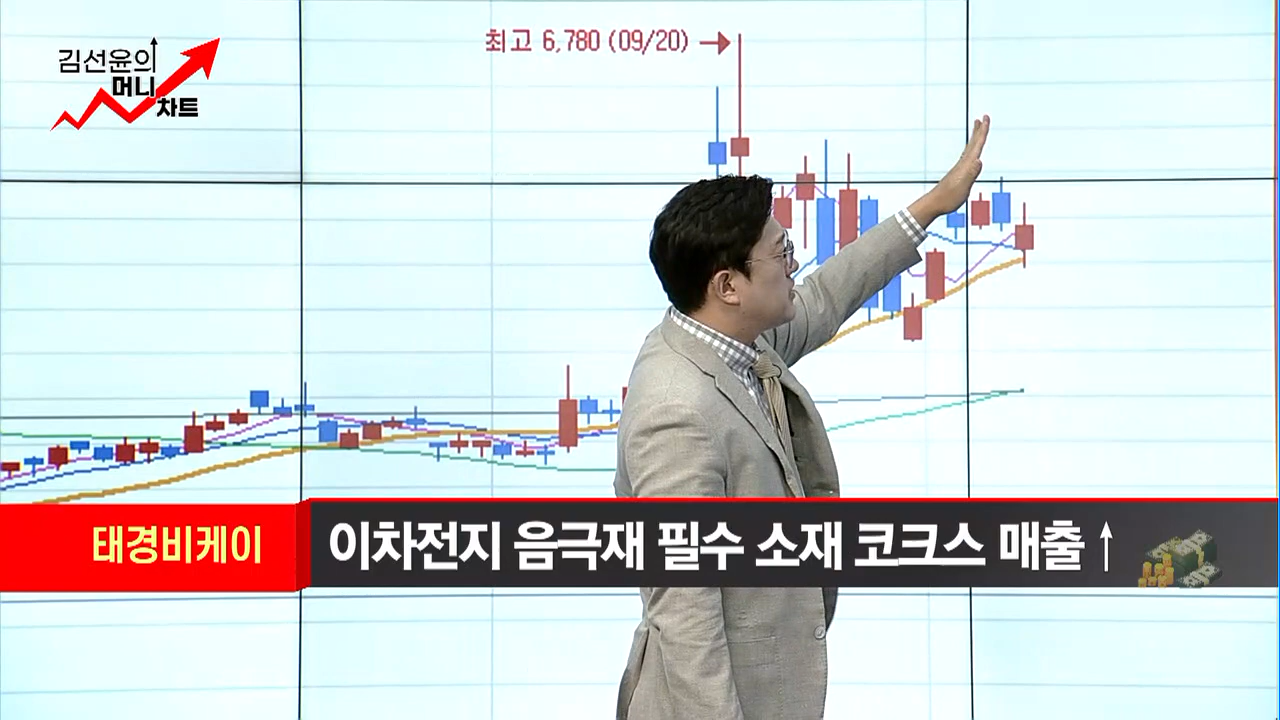 김선윤의
머니
차트
최고 6,780 (09/20) →
태경비케이
이차전지 음극재 필수 소재 코크스 매출↑